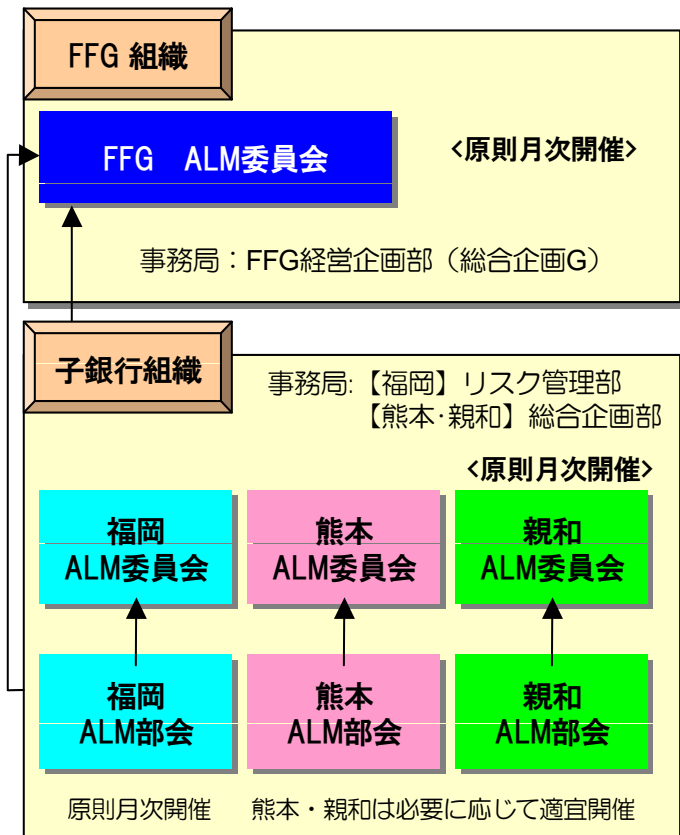 FFG 組織
FFG ALM委員会
<原則月次開催>
事務局：FFG経営企画部（総合企画G）
子銀行組織
事務局:【福岡】リスク管理部
【熊本･親和】総合企画部
<原則月次開催>
福岡
ALM委員会
熊本
ALM委員会
親和
ALM委員会
福岡
ALM部会
熊本
ALM部会
親和
ALM部会
原則月次開催 熊本・親和は必要に応じて適宜開催